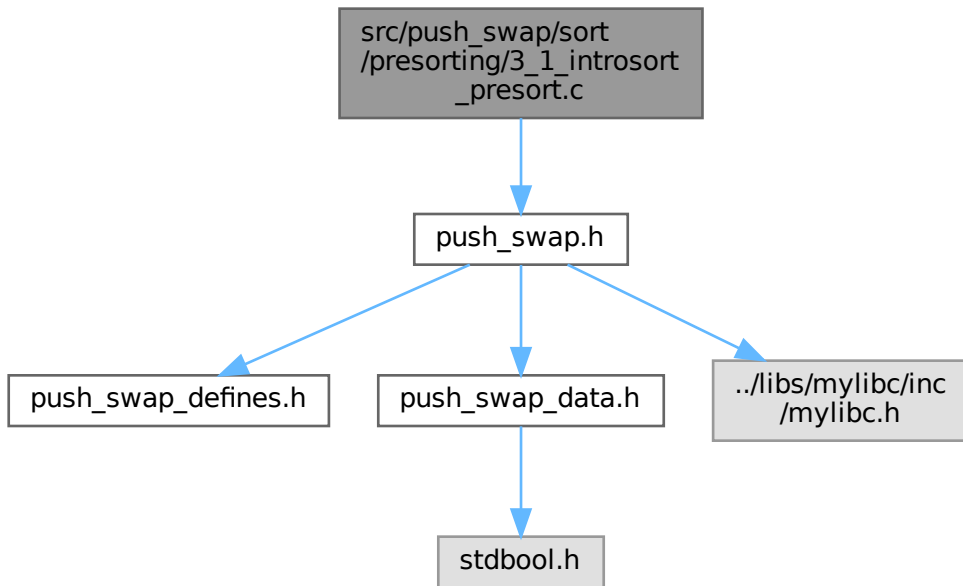 src/push_swap/sort
/presorting/3_1_introsort
_presort.c
push_swap.h
push_swap_defines.h
push_swap_data.h
../libs/mylibc/inc
/mylibc.h
stdbool.h